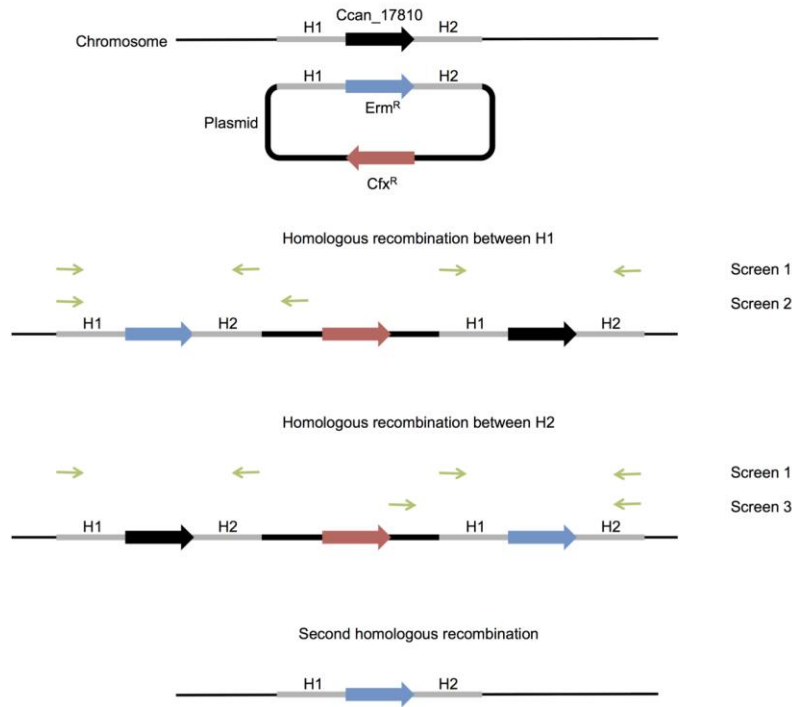 Ccan_17810
H1 H2
Chromosome
H1 H2
Erm^R
Plasmid
Cfx^R
Homologous recombination between H1
Screen 1
Screen 2
H1 H2 H1 H2
Homologous recombination between H2
Screen 1
Screen 3
H1 H2 H1 H2
Second homologous recombination
H1 H2